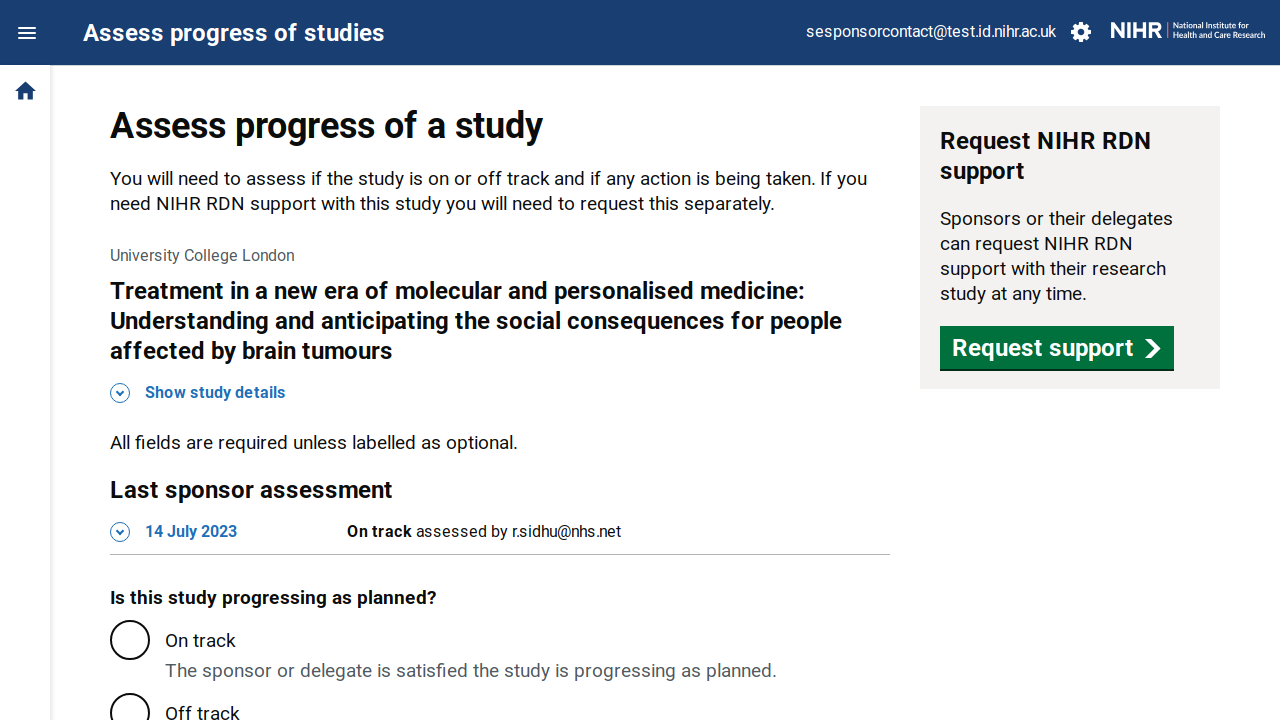 Assess progress of studies
sesponsorcontact@test.id.nihr.ac.uk
NIHR
National Institute for
Health and Care Research
Assess progress of a study
You will need to assess if the study is on or off track and if any action is being taken. If you
need NIHR RDN support with this study you will need to request this separately.
University College London
Treatment in a new era of molecular and personalised medicine:
Understanding and anticipating the social consequences for people
affected by brain tumours
Show study details
All fields are required unless labelled as optional.
Last sponsor assessment
14 July 2023 On track assessed by r.sidhu@nhs.net
Is this study progressing as planned?
On track
The sponsor or delegate is satisfied the study is progressing as planned.
Off track
Request NIHR RDN
support
Sponsors or their delegates
can request NIHR RDN
support with their research
study at any time.
Request support